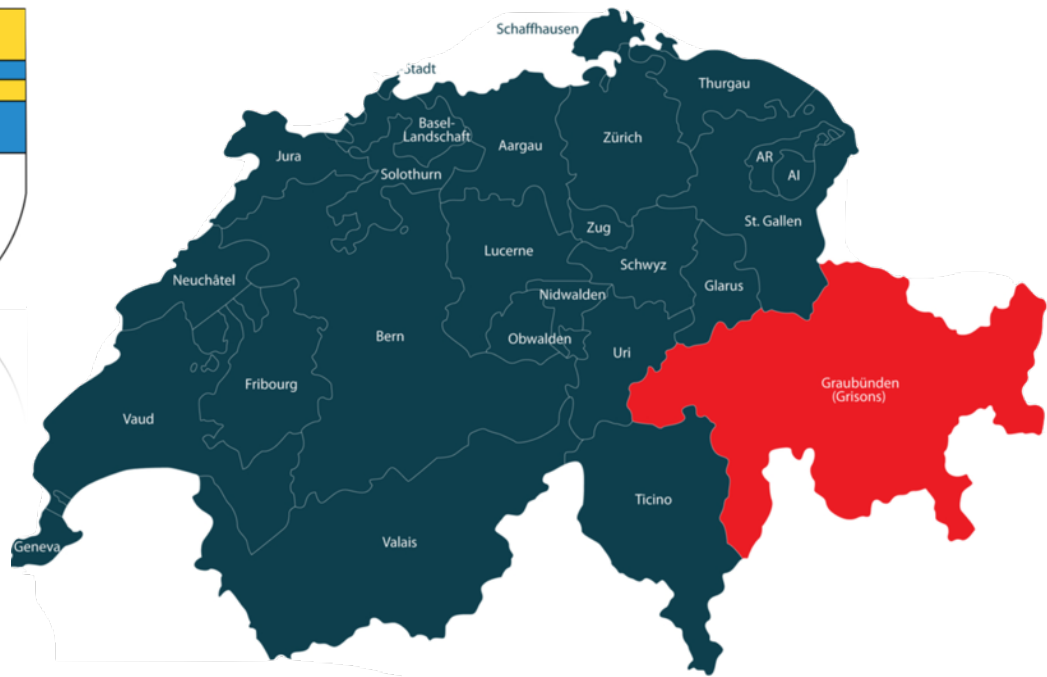 Schaffhausen
Stadt
Thurgau
Basel-
Landschaft
Zürich
Aargau
Jura
AR
AI
Solothurn
St. Gallen
Zug
Lucerne
Schwyz
Neuchâtel
Glarus
Nidwalden
Bern
Obwalden
Uri
Fribourg
Graubünden
(Grisons)
Vaud
Ticino
Geneva
Valais